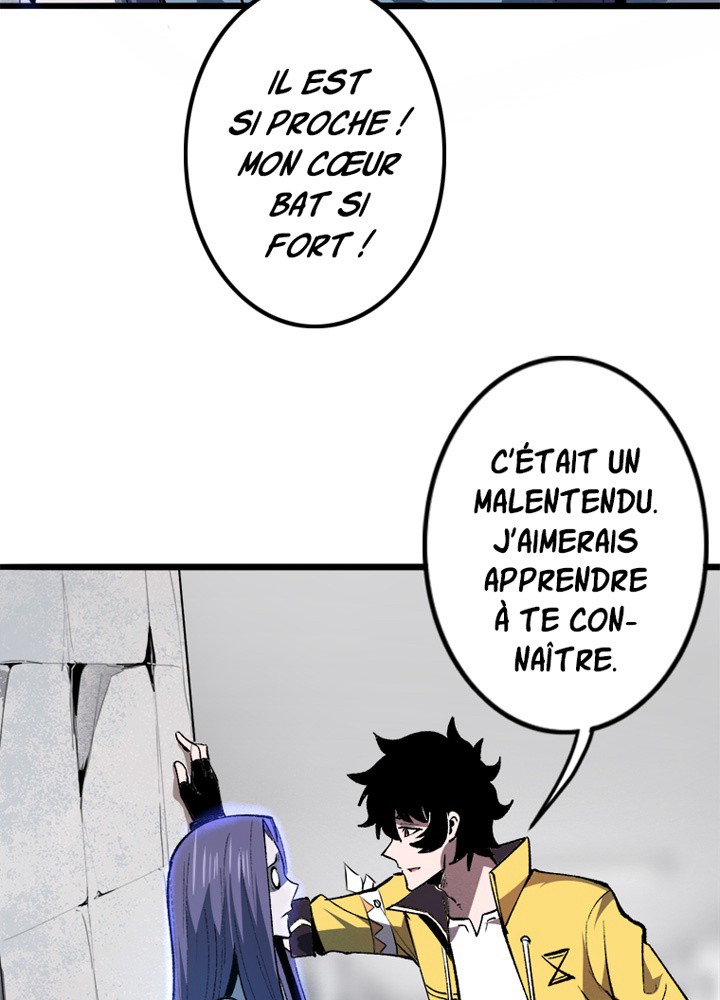 IL EST
SI PROCHE !
MON CŒUR
BAT SI
FORT !
C'ÉTAIT UN
MALENTENDU.
J'AIMERAIS
APPRENDRE
À TE CON-
NAÎTRE.